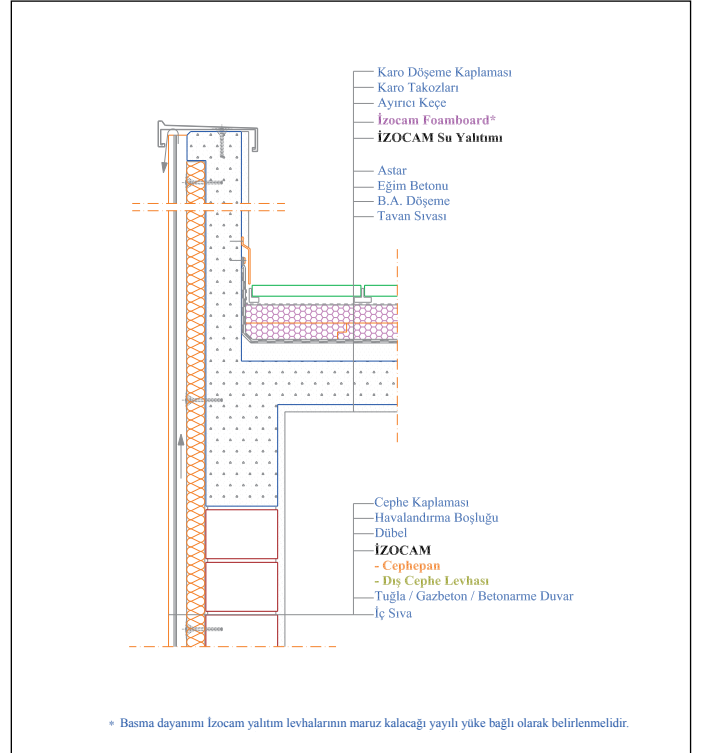 Karo Döşeme Kaplaması
Karo Takozları
Ayırıcı Keçe
İzocam Foamboard*
İZOCAM Su Yalıtımı
Astar
Eğim Betonu
B.A. Döşeme
Tavan Sıvası
Cephe Kaplaması
Havalandırma Boşluğu
Dübel
İZOCAM
- Cephepan
- Dış Cephe Levhası
Tuğla / Gazbeton / Betonarme Duvar
İç Sıva
* Basma dayanımı İzocam yalıtım levhalarının maruz kalacağı yayılı yüke bağlı olarak belirlenmelidir.